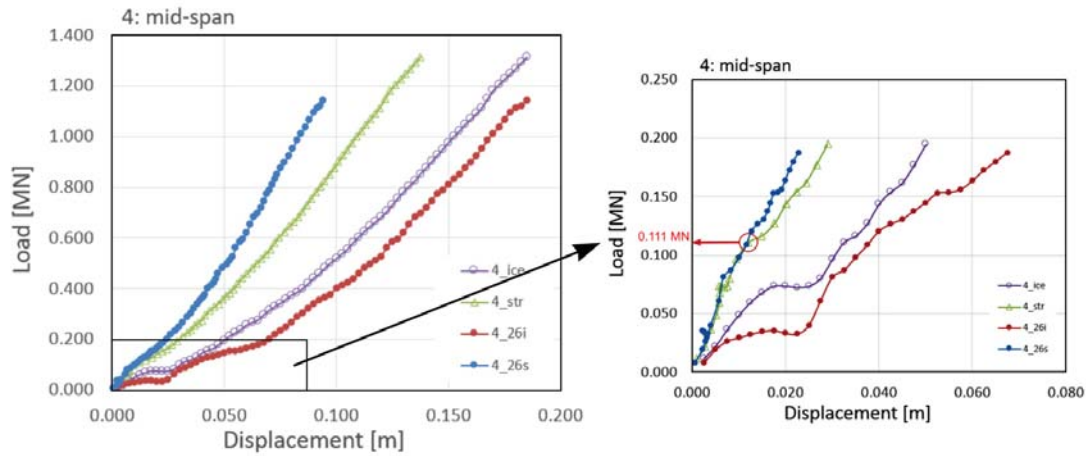 4: mid-span
1.400
1.200
1.000
0.800
0.600
0.400
0.200
0.000
Load [MN]
0.000 0.050 0.100 0.150 0.200
Displacement [m]
4_ice
4_str
4_26i
4_26s
4: mid-span
0.250
0.200
0.150
0.111 MN
0.100
0.050
0.000
Load [MN]
0.000 0.020 0.040 0.060 0.080
Displacement [m]
4_ice
4_str
4_26i
4_26s